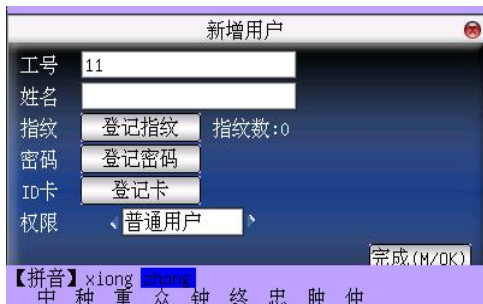 新增用户
工号 11
姓名
指纹 登记指纹 指纹数:0
密码 登记密码
ID卡 登记卡
权限 普通用户
完成(M/OK)
【拼音】xiong zhong
中 种 重 众 钟 终 忠 肿 仲